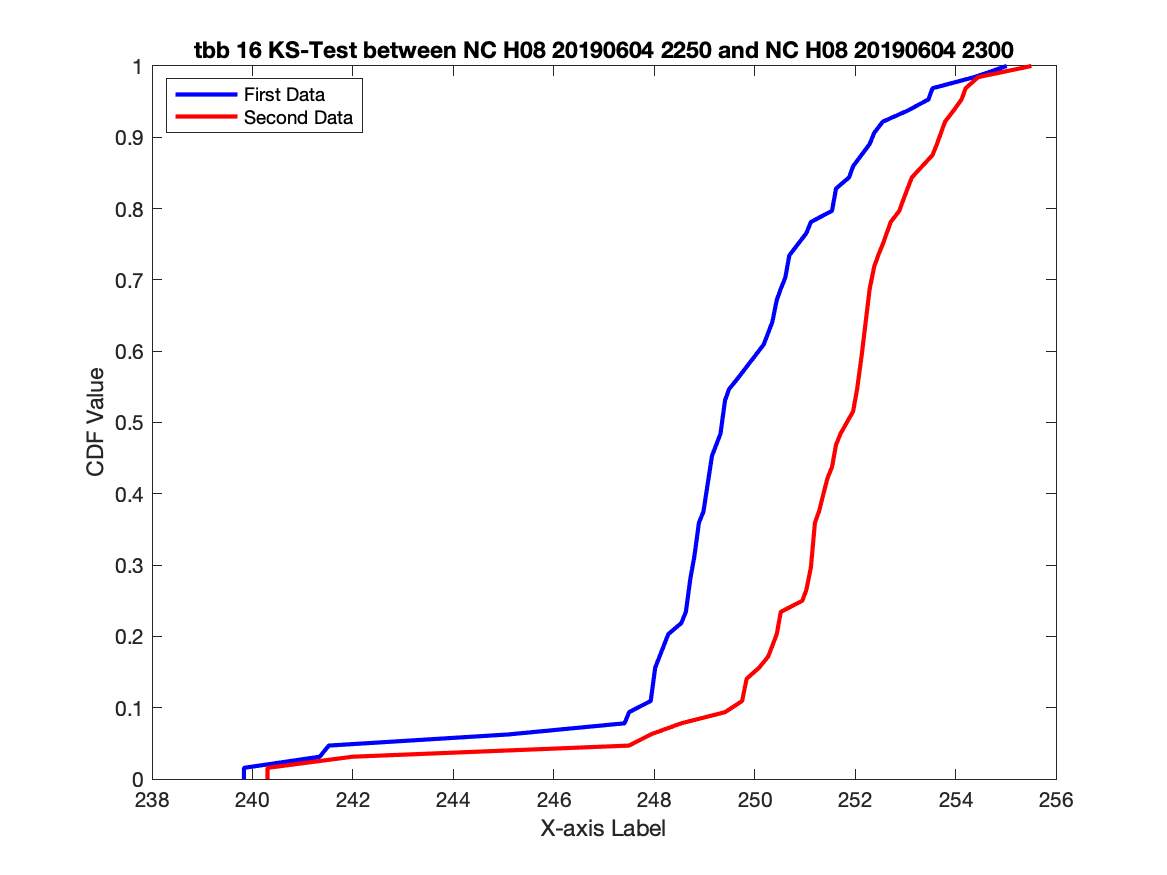 tbb 16 KS-Test between NC H08 20190604 2250 and NC H08 20190604 2300
First Data
Second Data
1
0.9
0.8
0.7
0.6
0.5
0.4
0.3
0.2
0.1
0
CDF Value
238 240 242 244 246 248 250 252 254 256
X-axis Label